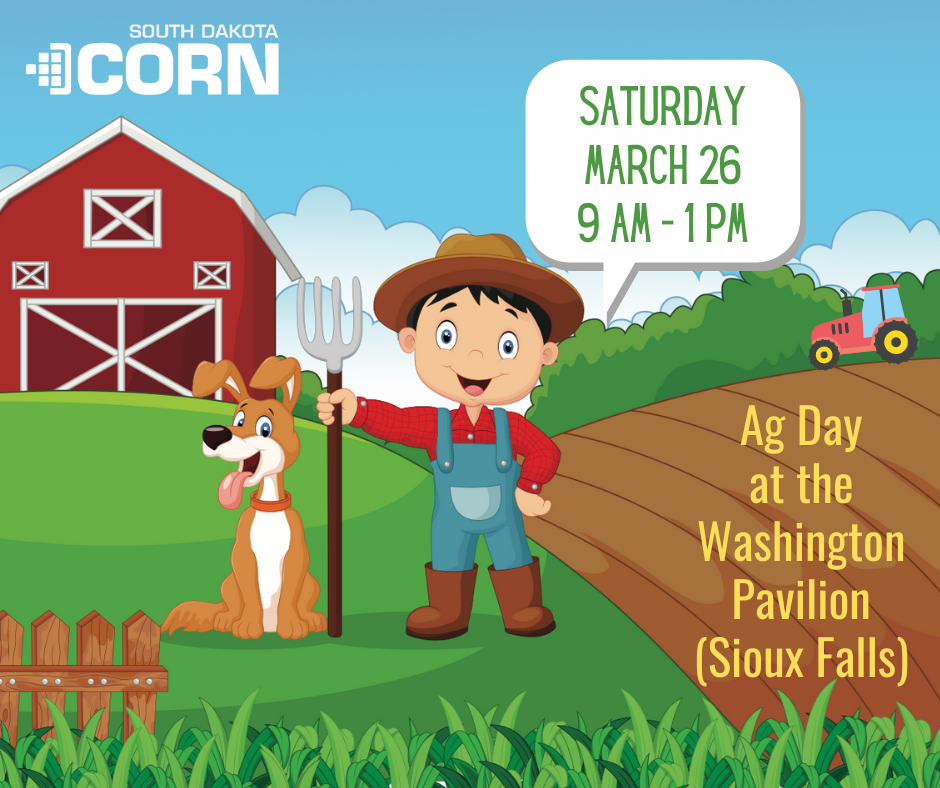 SOUTH DAKOTA
CORN
SATURDAY
MARCH 26
9 AM - 1 PM
Ag Day
at the
Washington
Pavilion
(Sioux Falls)